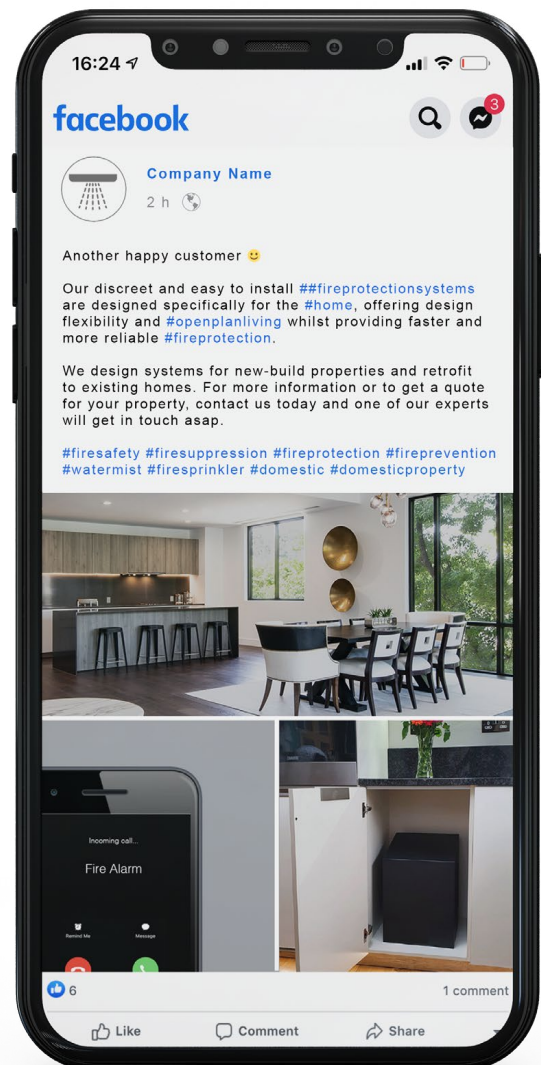 16:24
facebook
3
Company Name
2 h
Another happy customer 🙂
Our discreet and easy to install ##fireprotectionsystems
are designed specifically for the #home, offering design
flexibility and #openplanliving whilst providing faster and
more reliable #fireprotection.
We design systems for new-build properties and retrofit
to existing homes. For more information or to get a quote
for your property, contact us today and one of our experts
will get in touch asap.
#firesafety #firesuppression #fireprotection #fireprevention
#watermist #firesprinkler #domestic #domesticproperty
Incoming call...
Fire Alarm
Remind Me
Message
6
1 comment
Like
Comment
Share